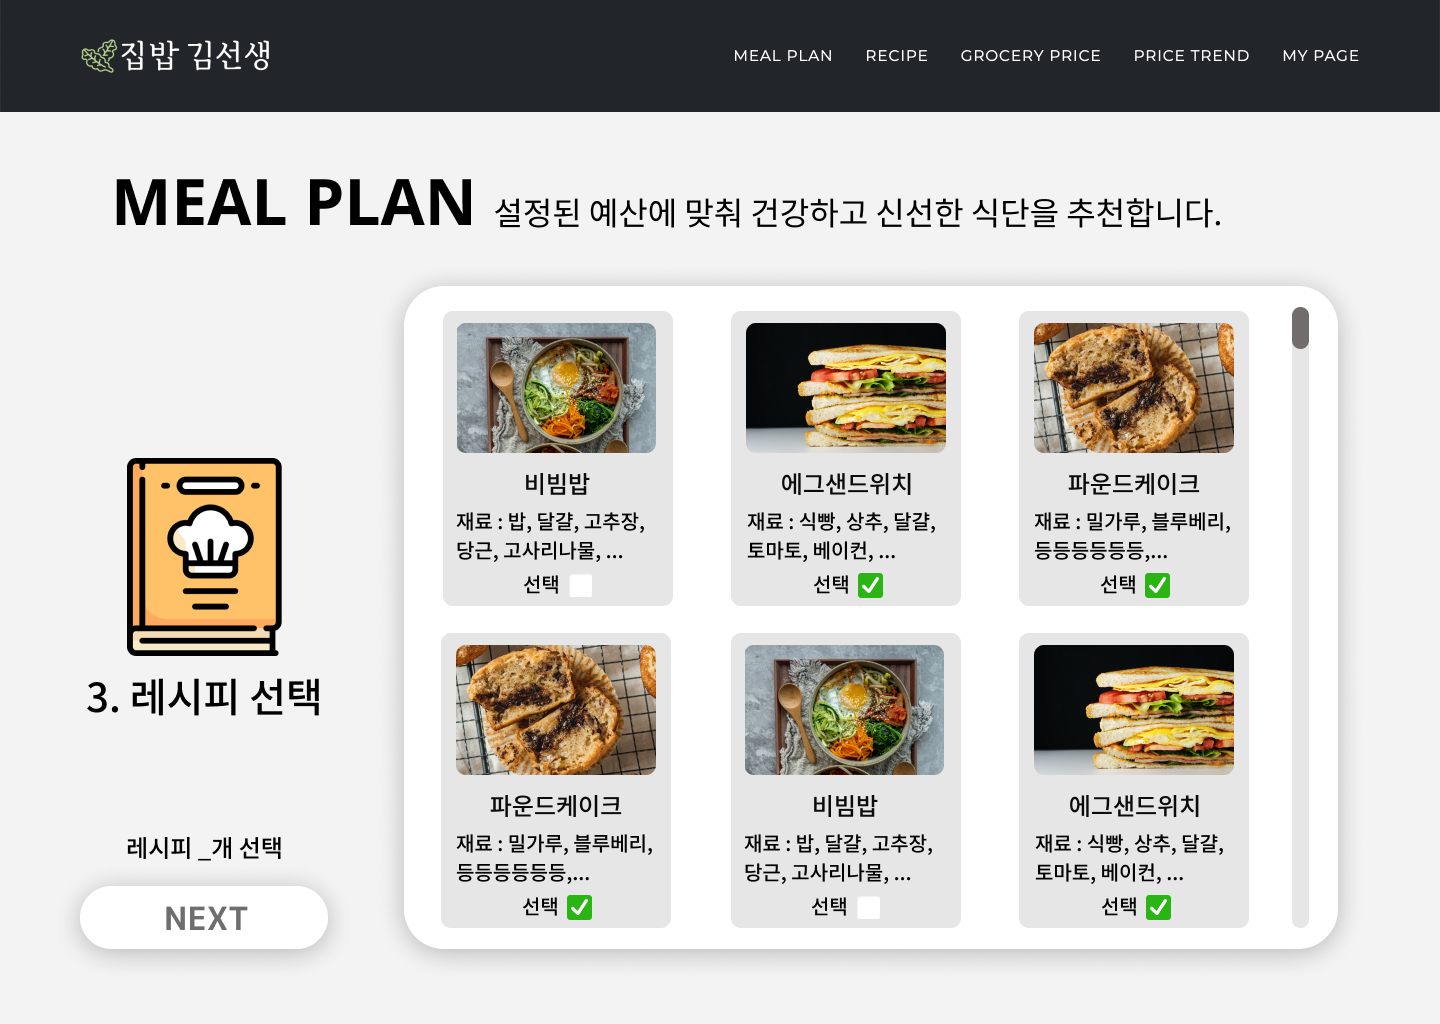 집밥 김선생
MEAL PLAN
RECIPE
GROCERY PRICE
PRICE TREND
MY PAGE
MEAL PLAN 설정된 예산에 맞춰 건강하고 신선한 식단을 추천합니다.
3. 레시피 선택
레시피 _개 선택
NEXT
비빔밥
재료 : 밥, 달걀, 고추장,
당근, 고사리나물, ...
선택
에그샌드위치
재료 : 식빵, 상추, 달걀,
토마토, 베이컨, ...
선택
파운드케이크
재료 : 밀가루, 블루베리,
등등등등등등,...
선택
파운드케이크
재료 : 밀가루, 블루베리,
등등등등등등,...
선택
비빔밥
재료 : 밥, 달걀, 고추장,
당근, 고사리나물, ...
선택
에그샌드위치
재료 : 식빵, 상추, 달걀,
토마토, 베이컨, ...
선택